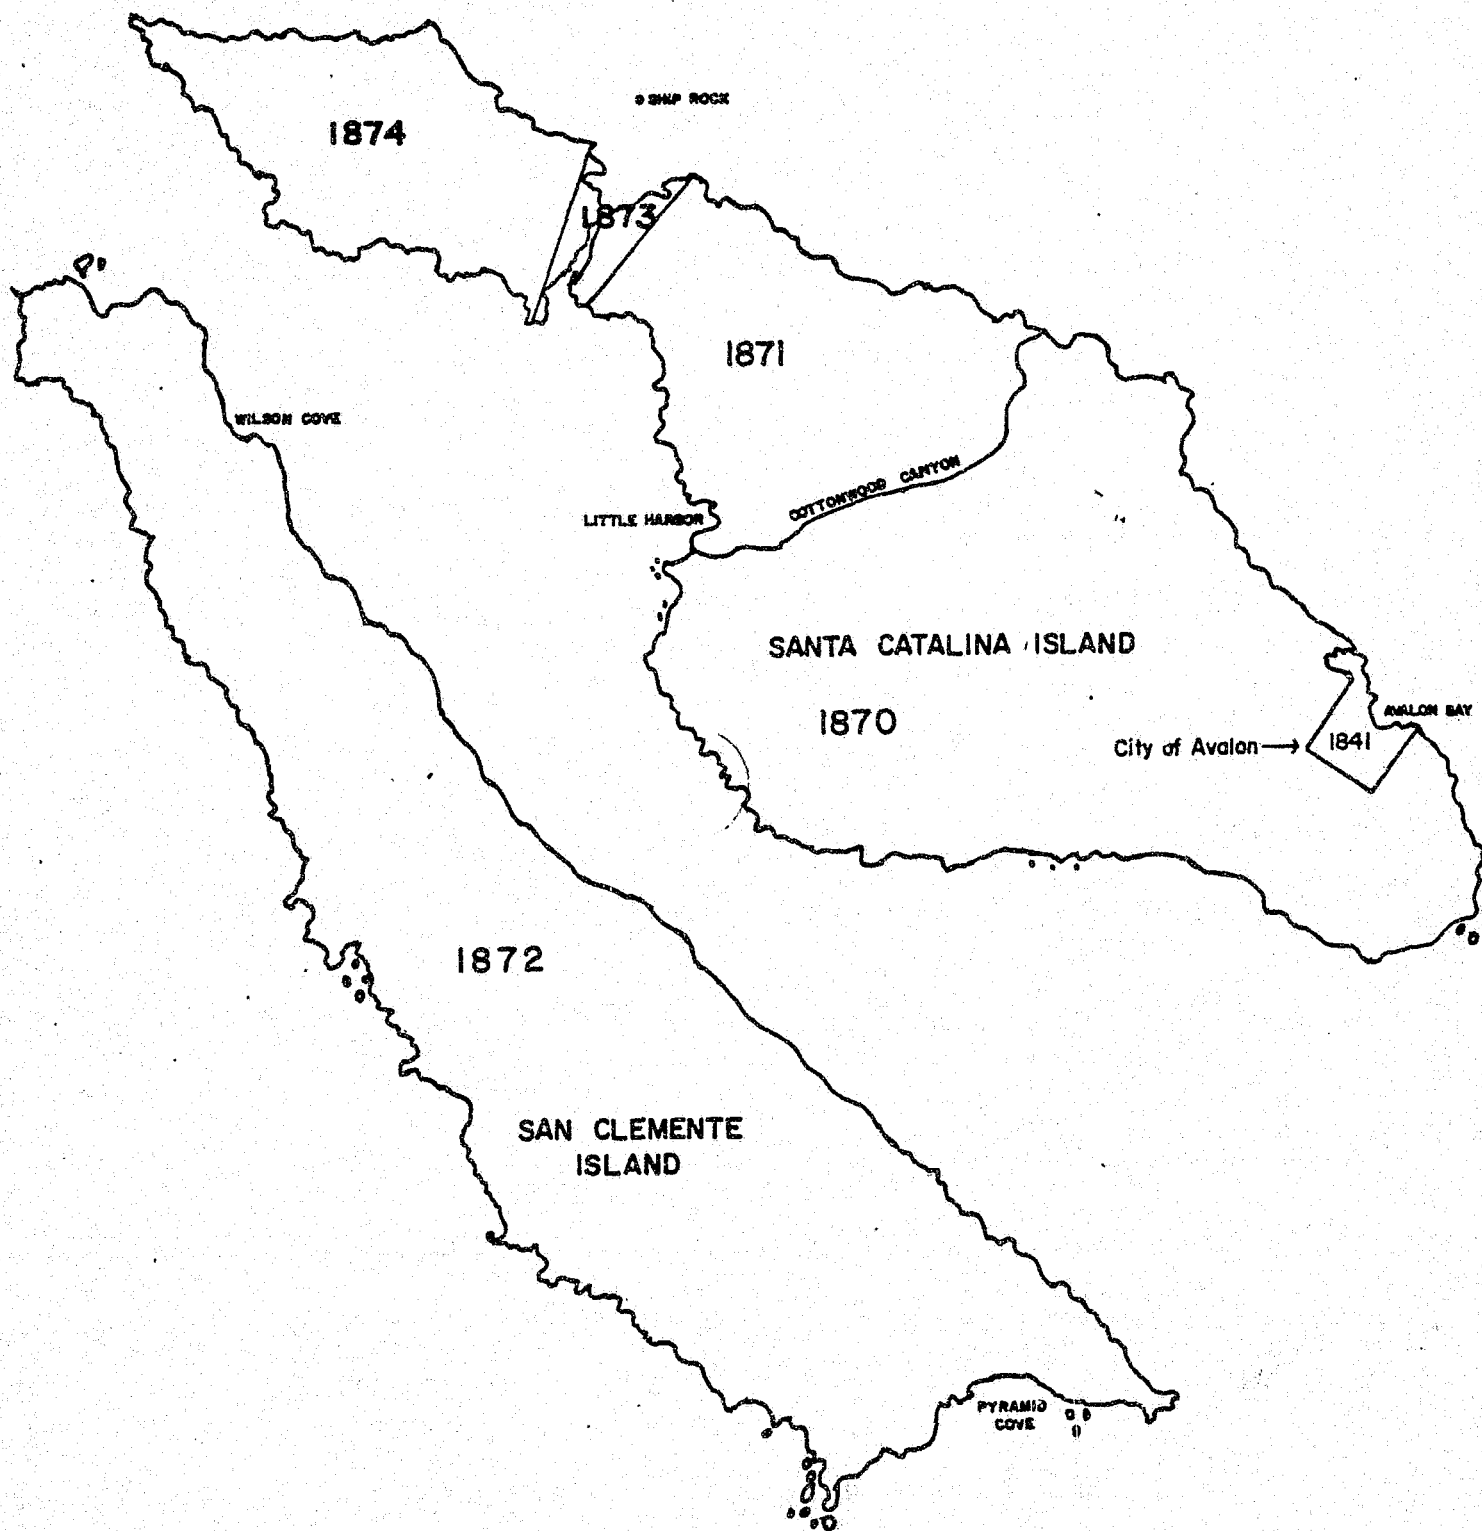 SHIP ROCK
1874
1873
1871
WILSON COVE
COTTONWOOD CANYON
LITTLE HARBOR
SANTA CATALINA ISLAND
1870
AVALON BAY
City of Avalon
1841
1872
SAN CLEMENTE
ISLAND
PYRAMID
COVE